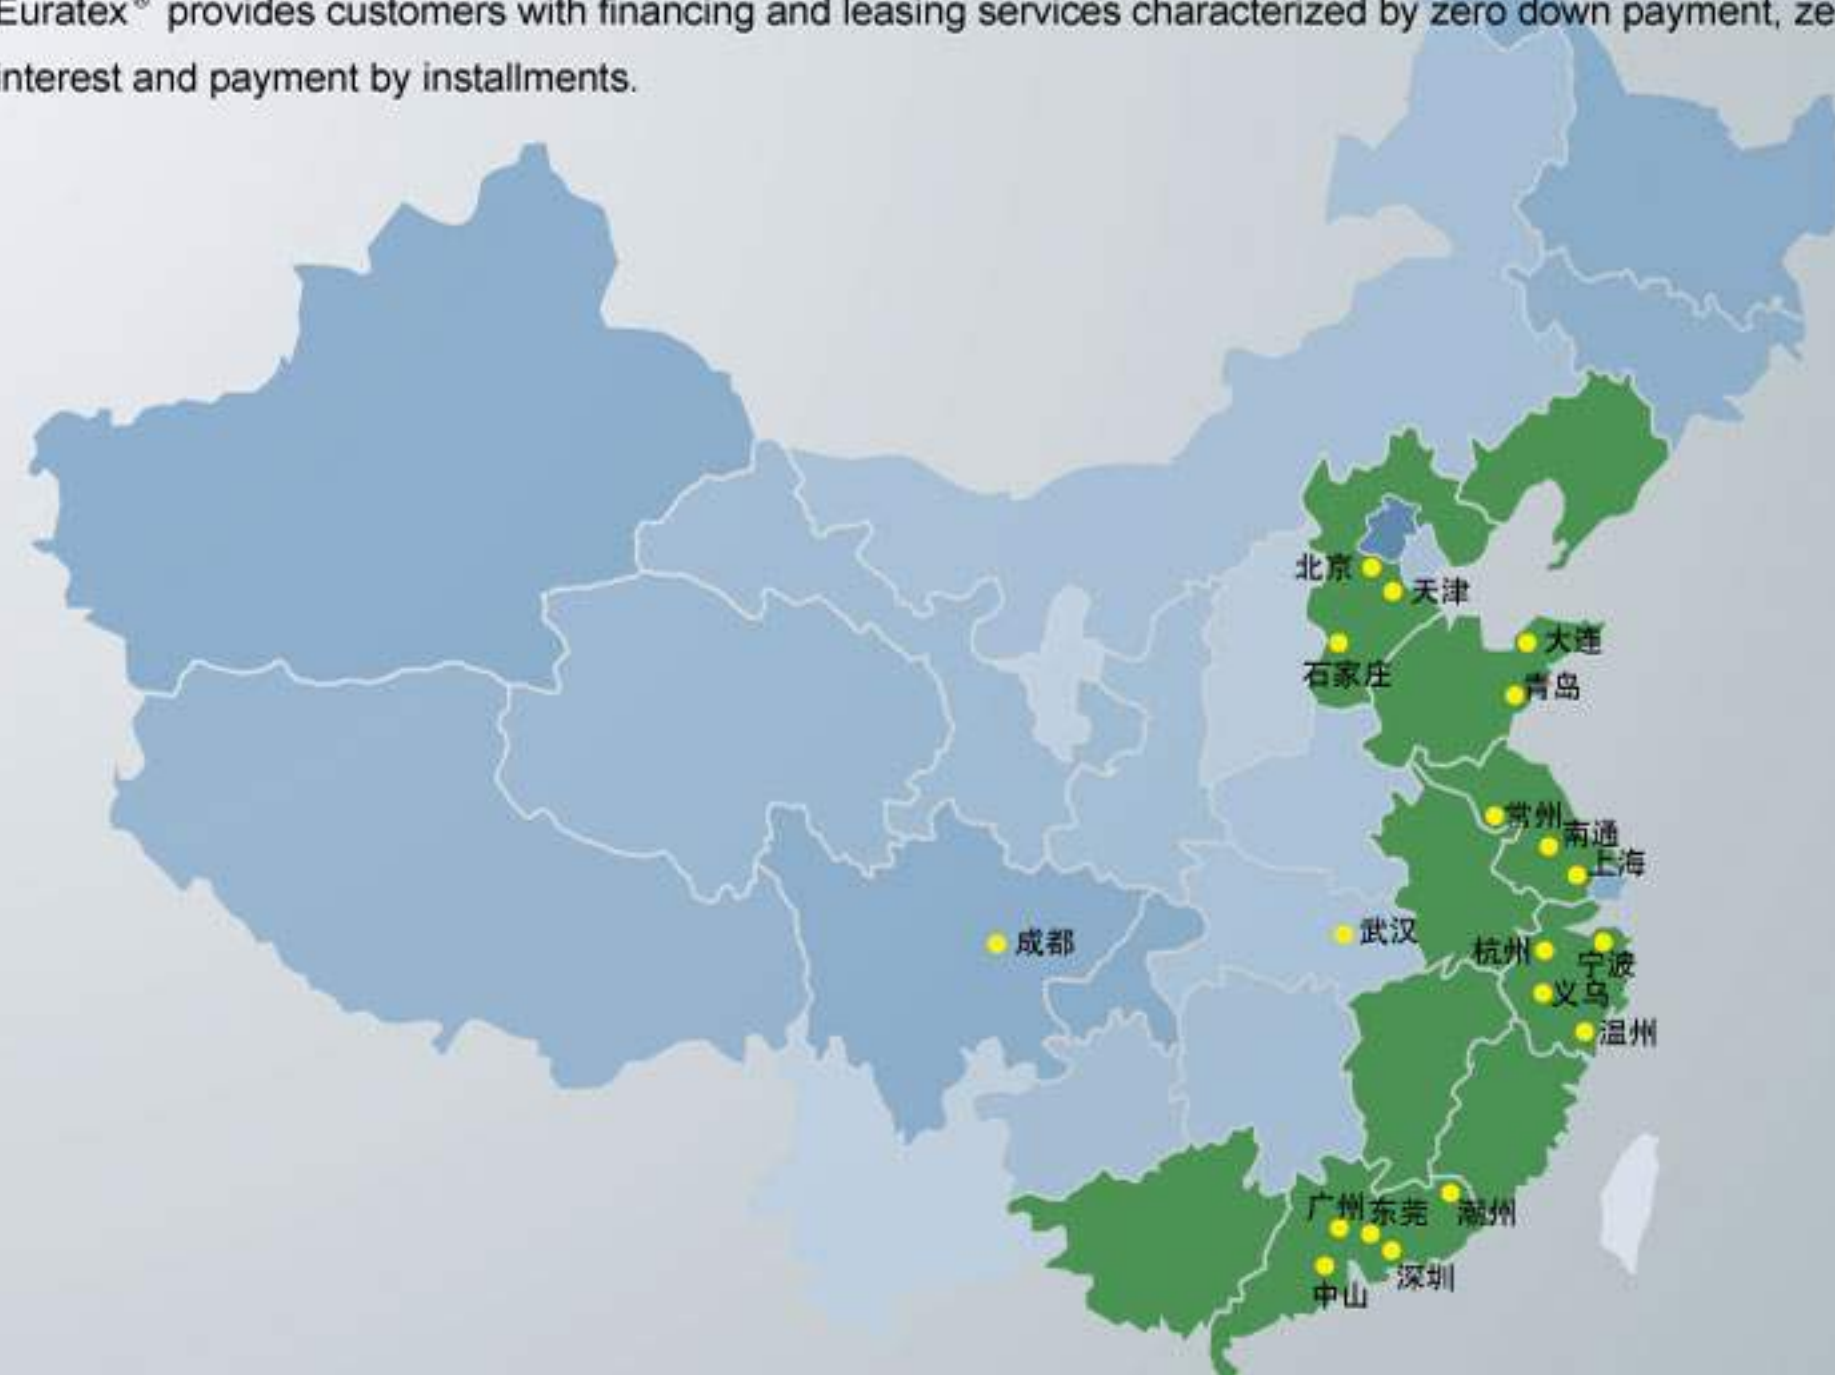 Euratex® provides customers with financing and leasing services characterized by zero down payment, ze
interest and payment by installments.
北京
天津
大连
石家庄
青岛
常州
南通
上海
武汉
成都
杭州
宁波
义乌
温州
广州
东莞
潮州
深圳
中山